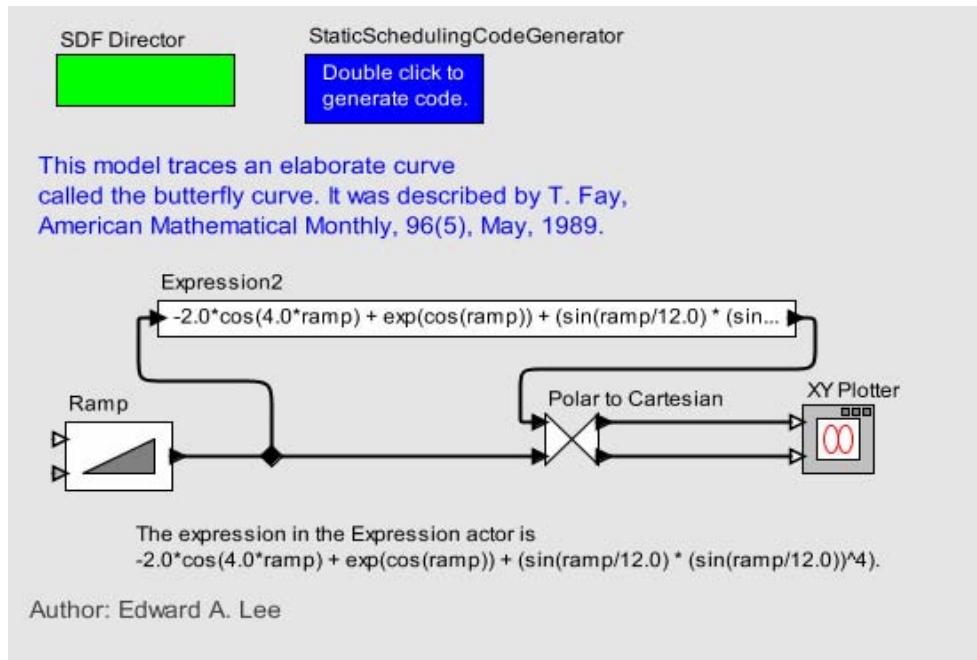 SDF Director
StaticSchedulingCodeGenerator
Double click to
generate code.
This model traces an elaborate curve
called the butterfly curve. It was described by T. Fay,
American Mathematical Monthly, 96(5), May, 1989.
Expression2
-2.0*cos(4.0*ramp) + exp(cos(ramp)) + (sin(ramp/12.0) * (sin...
Ramp
Polar to Cartesian
XY Plotter
The expression in the Expression actor is
-2.0*cos(4.0*ramp) + exp(cos(ramp)) + (sin(ramp/12.0) * (sin(ramp/12.0))^4).
Author: Edward A. Lee